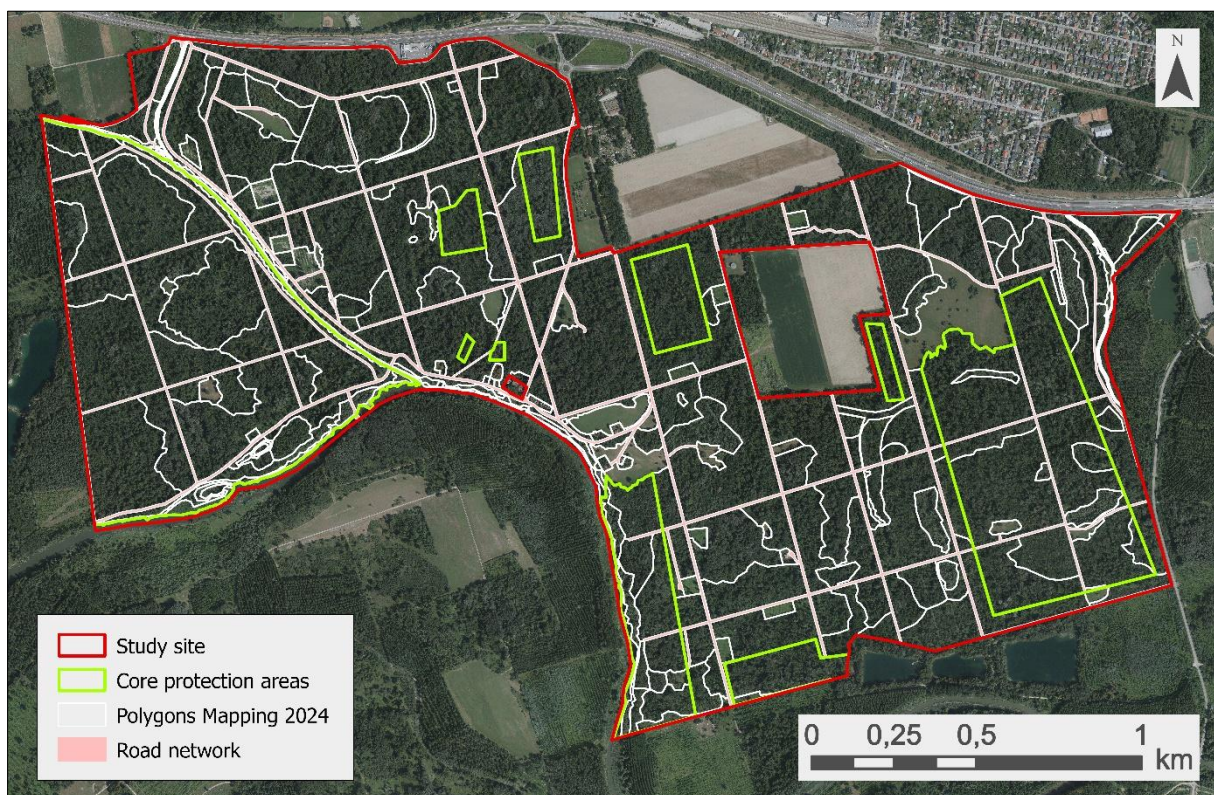 N
Study site
Core protection areas
Polygons Mapping 2024
Road network
0 0,25 0,5 1
km